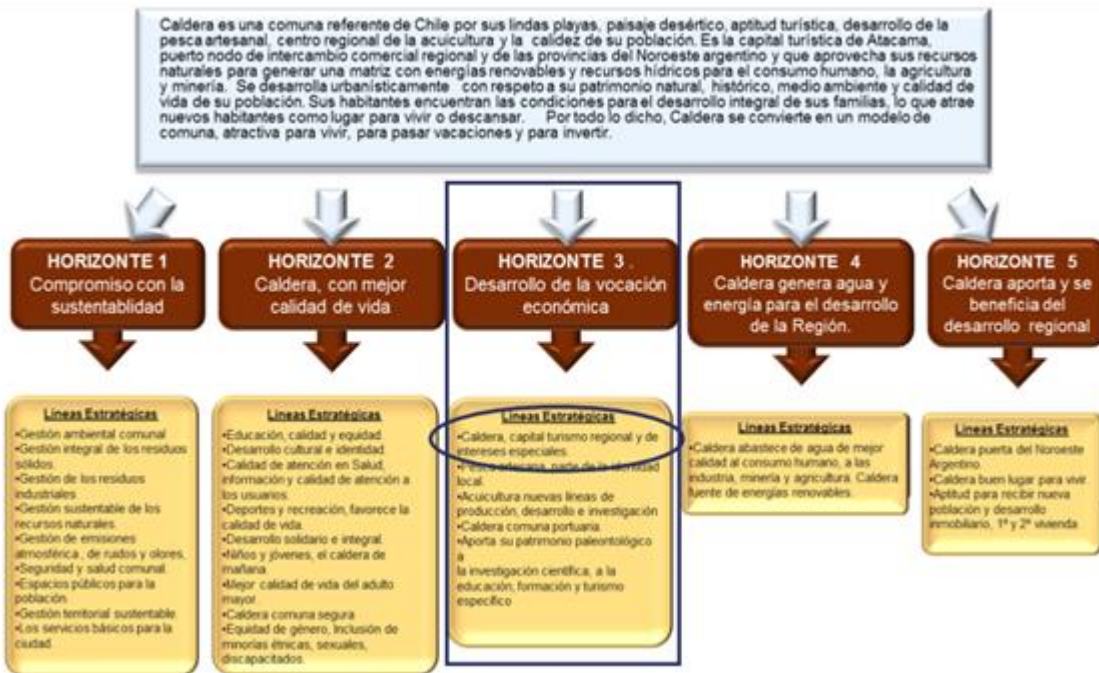 Caldera es una comuna referente de Chile por sus lindas playas, paisaje desértico, aptitud turística, desarrollo de la
pesca artesanal, centro regional de la acuicultura y la calidez de su población. Es la capital turística de Atacama,
puerto nodo de intercambio comercial regional y de las provincias del Noroeste argentino y que aprovecha sus recursos
naturales para generar una matriz con energías renovables y recursos hídricos para el consumo humano, la agricultura
y minería. Se desarrolla urbanísticamente con respeto a su patrimonio natural, histórico, medio ambiente y calidad de
vida de su población. Sus habitantes encuentran las condiciones para el desarrollo integral de sus familias, lo que atrae
nuevos habitantes como lugar para vivir o descansar. Por todo lo dicho, Caldera se convierte en un modelo de
comuna, atractiva para vivir, para pasar vacaciones y para invertir.
HORIZONTE 1
Compromiso con la
sustentablidad
HORIZONTE 2
Caldera, con mejor
calidad de vida
HORIZONTE 3 .
Desarrollo de la vocación
económica
HORIZONTE 4
Caldera genera agua y
energía para el desarrollo
de la Región.
HORIZONTE 5
Caldera aporta y se
beneficia del
desarrollo regional
Líneas Estratégicas
•Gestión ambiental comunal
•Gestión integral de los residuos
sólidos.
•Gestión de los residuos
industriales
•Gestión sustentable de los
recursos naturales.
•Gestión de emisiones
atmosférica , de ruidos y olores,
•Seguridad y salud comunal
•Espacios públicos para la
población.
•Gestión territorial sustentable.
•Los servicios básicos para la
ciudad.
Líneas Estratégicas
•Educación, calidad y equidad.
•Desarrollo cultural e identidad.
•Calidad de atención en Salud,
información y calidad de atención a
los usuarios.
•Deportes y recreación, favorece la
calidad de vida.
•Desarrollo solidario e integral.
•Niños y jóvenes, el caldera de
mañana
•Mejor calidad de vida del adulto
mayor .
•Caldera comuna segura
•Equidad de género, Inclusión de
minorías étnicas, sexuales,
discapacitados.
Líneas Estratégicas
•Caldera, capital turismo regional y de
intereses especiales.
parte de la identidad
local.
•Acuicultura nuevas líneas de
producción, desarrollo e investigación
•Caldera comuna portuaria.
•Aporta su patrimonio paleontológico
a
la investigación científica, a la
educación, formación y turismo
específico
Líneas Estratégicas
•Caldera abastece de agua de mejor
calidad al consumo humano, a las
industria, minería y agricultura. Caldera
fuente de energías renovables.
Líneas Estratégicas
•Caldera puerta del Noroeste
Argentino.
•Caldera buen lugar para vivir.
•Aptitud para recibir nueva
población y desarrollo
inmobiliario, 1ª y 2ª vivienda.